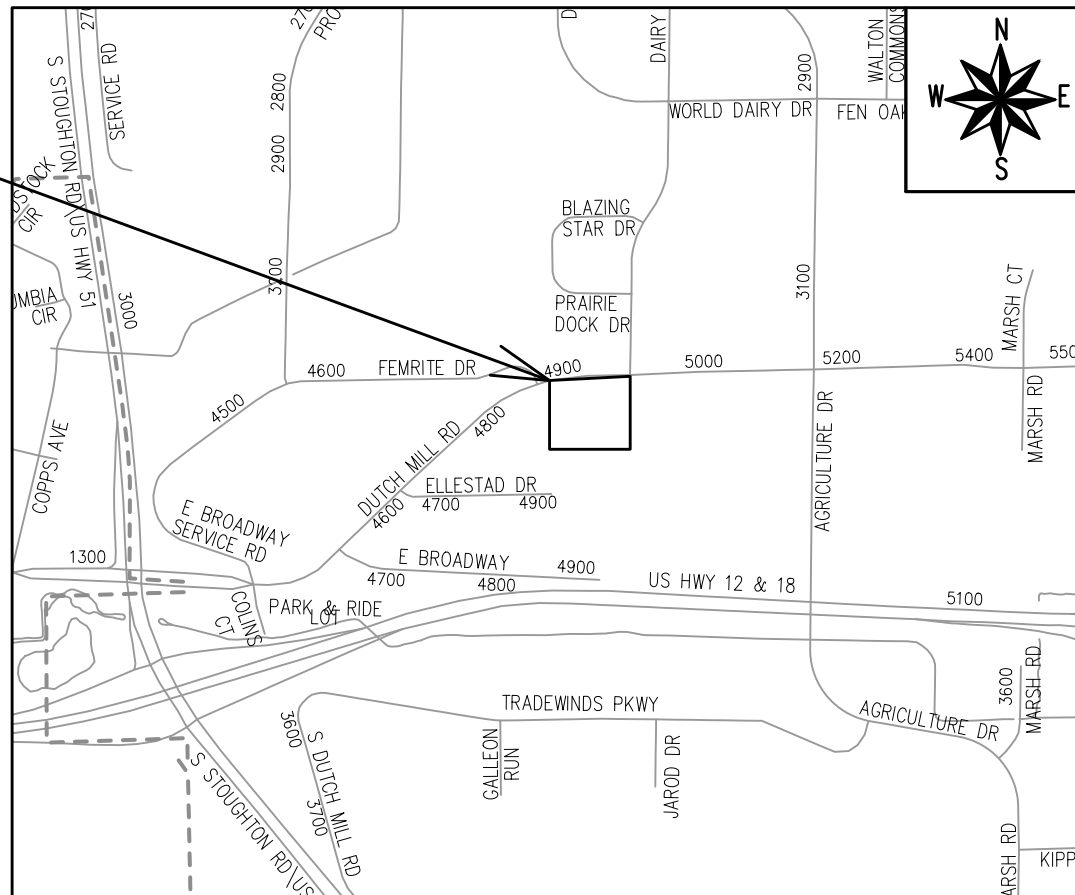 N
W E
S
S STOUGHTON RD\US HWY 51
SERVICE RD
2800
2900
DAIRY
2900
WALTON
COMMONS
WORLD DAIRY DR
FEN OAK
CIR
CIR
3000
3200
BLAZING
STAR DR
PRAIRIE
DOCK DR
3100
MARSH CT
4600
FEMRITE DR
4900
5000
5200
5400
4500
4800
DUTCH MILL RD
4600
AGRICULTURE DR
MARSH RD
COPPS AVE
ELLESTAD DR
4700
4900
E BROADWAY
SERVICE RD
1300
E BROADWAY
4700
4800
4900
US HWY 12 & 18
5100
COLINS
CT
PARK & RIDE
LOT
3600
MARSH RD
TRADEWINDS PKWY
AGRICULTURE DR
3600
S DUTCH MILL RD
3700
GALLEON
RUN
JAROD DR
S STOUGHTON RD\US